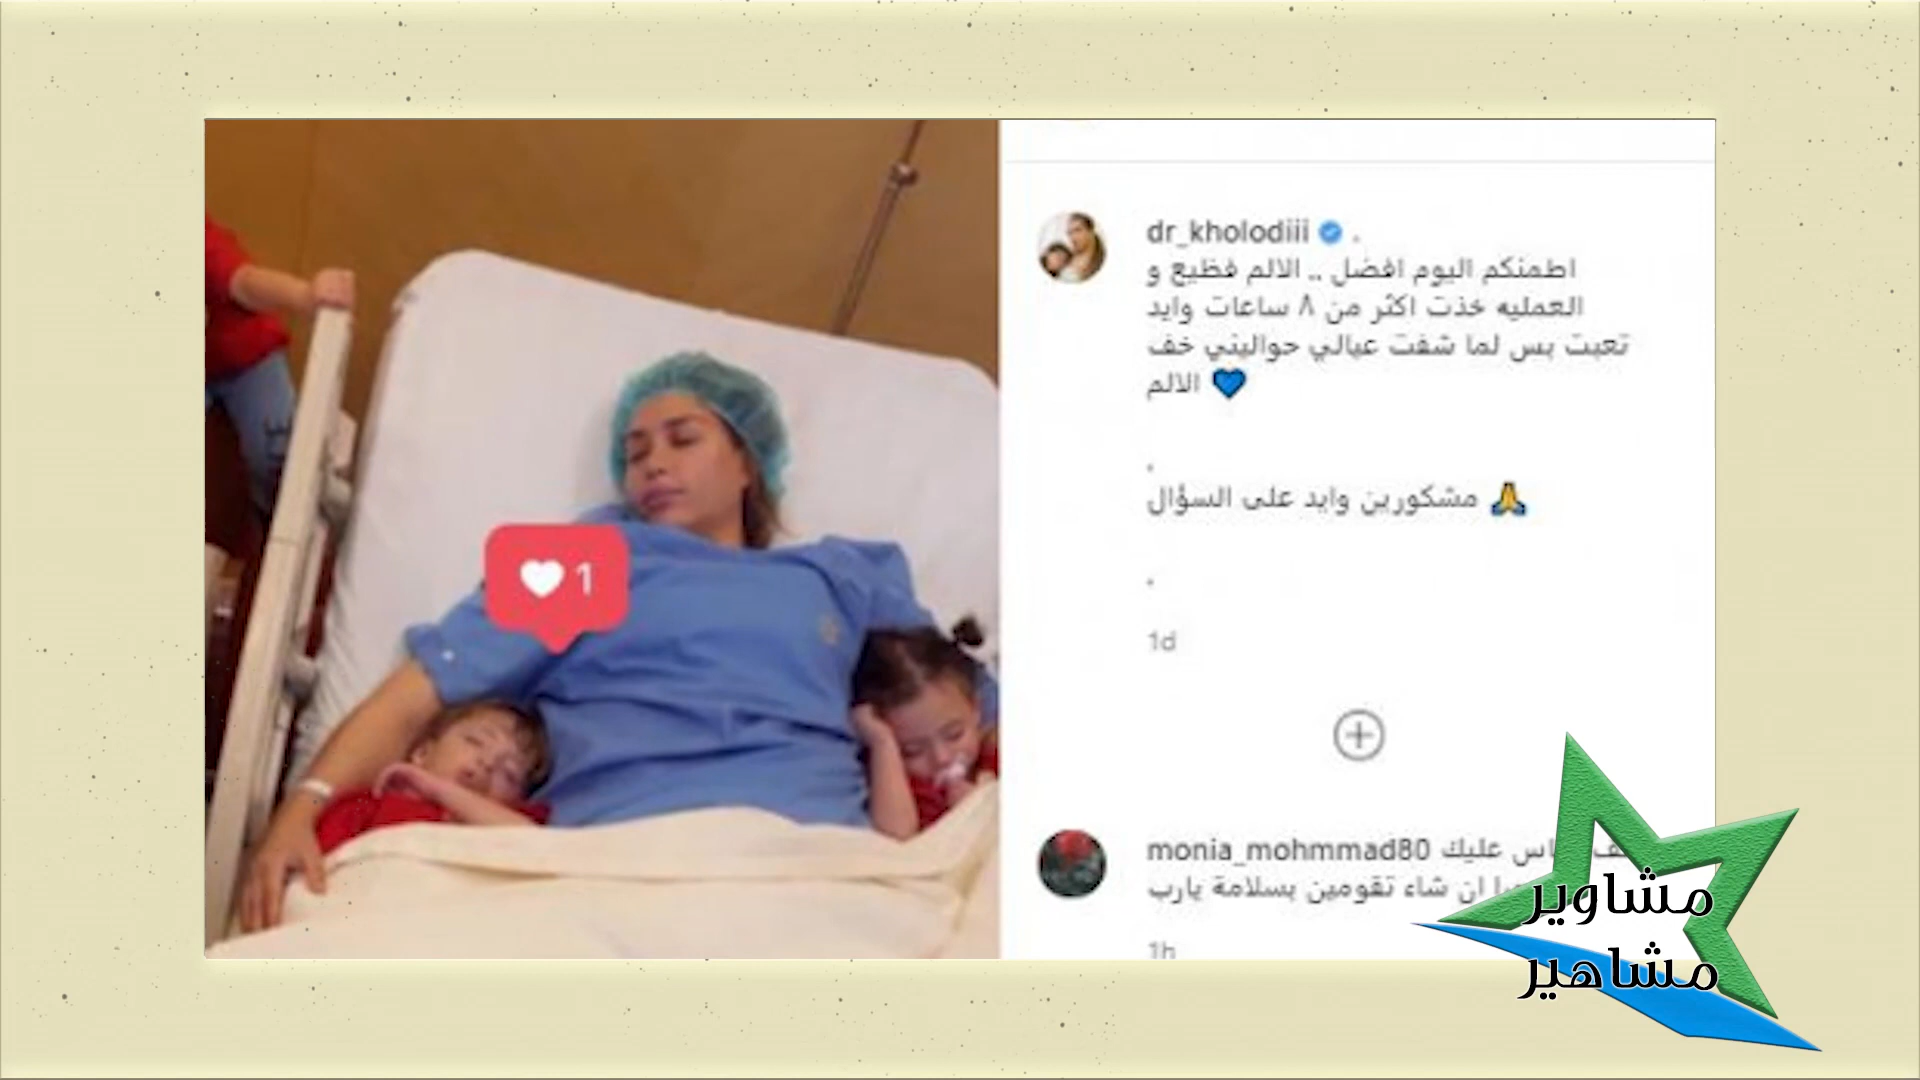 1
dr_kholodiii .
اطمنكم اليوم افضل .. الالم فظيع و
العمليه خذت اكثر من ٨ ساعات وايد
تعبت بس لما شفت عيالي حواليني خف
الالم 💙
.
مشكورين وايد على السؤال 🙏
.
1d
monia_mohmmad80 عليك
ان شاء تقومين بسلامة يارب
1h
مشاوير
مشاهير